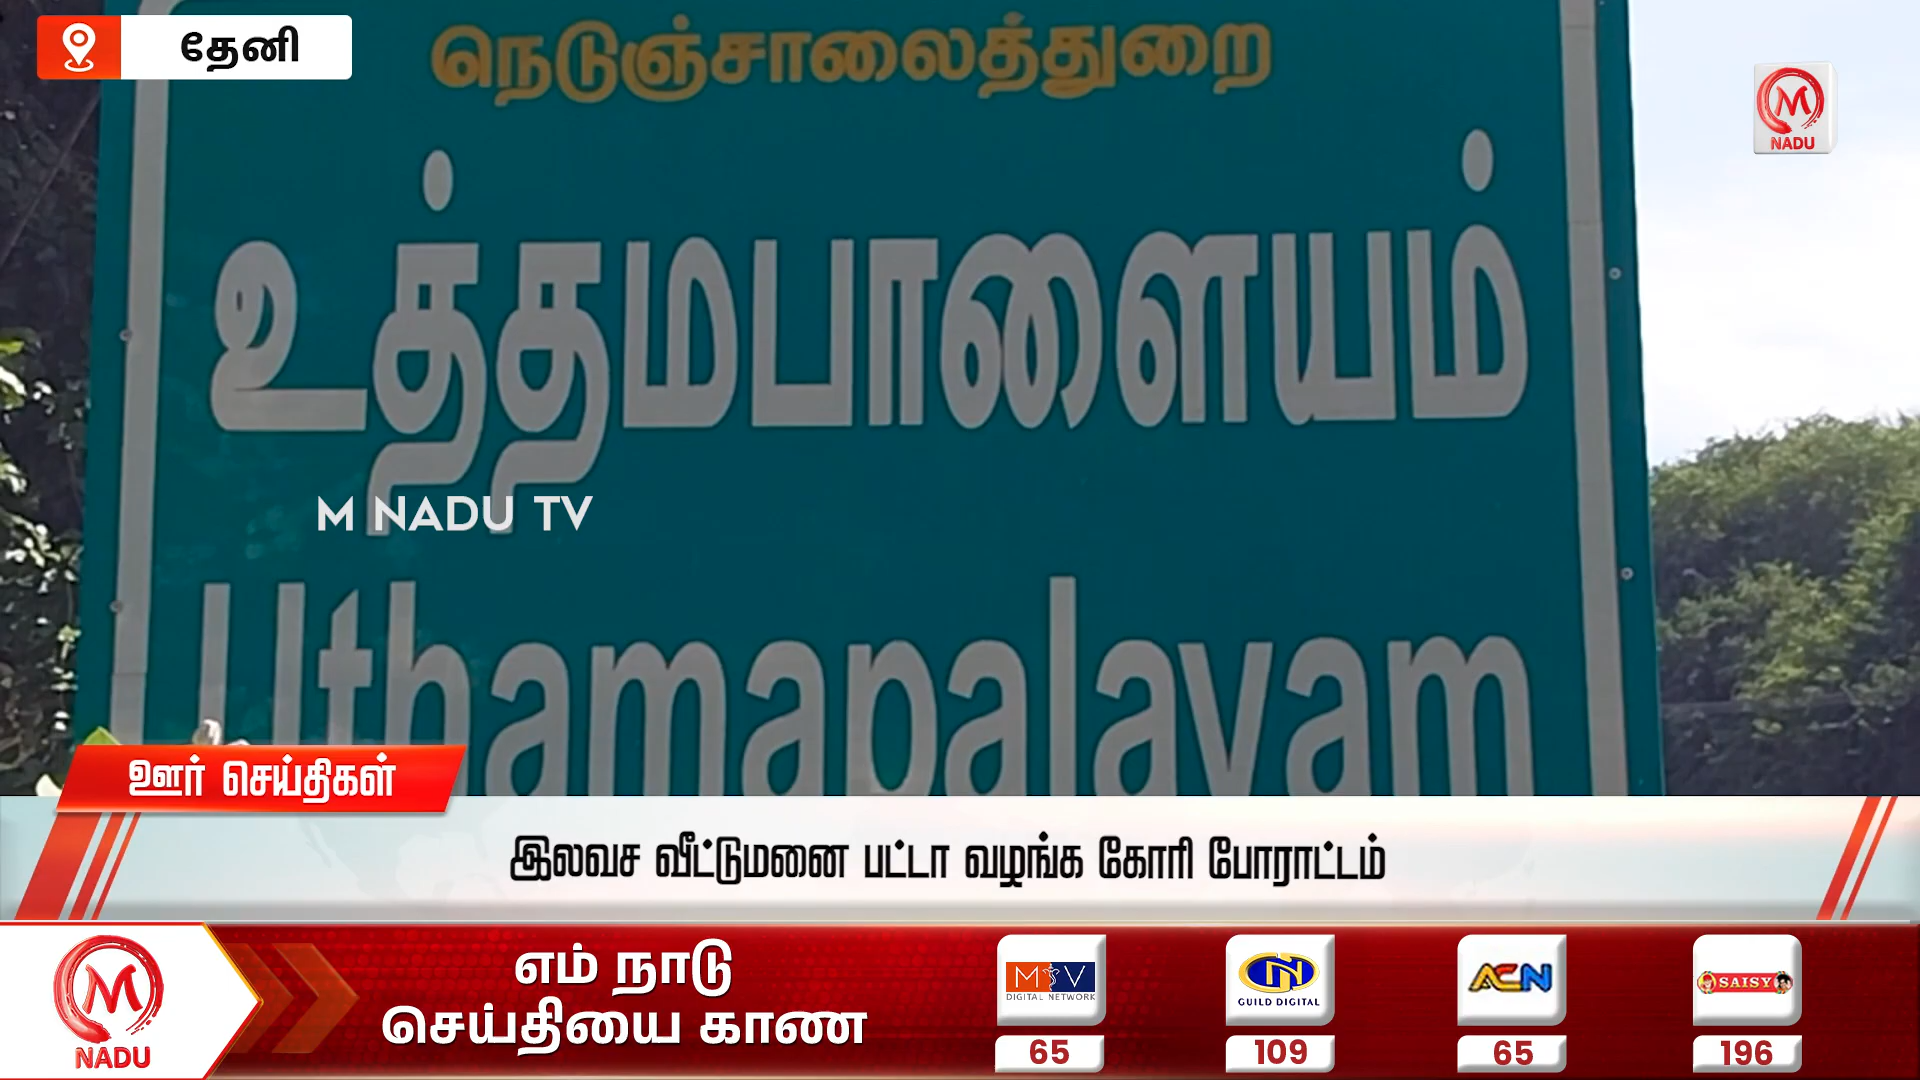 தேனி
நெடுஞ்சாலைத்துறை
M
NADU
உத்தமபாளையம்
M NADU TV
Uthamapalayam
ஊர் செய்திகள்
இலவச வீட்டுமனை பட்டா வழங்க கோரி போராட்டம்
M
NADU
எம் நாடு
செய்தியை காண
M V
DIGITAL NETWORK
65
GUILD DIGITAL
109
ACN
65
SAISY
196